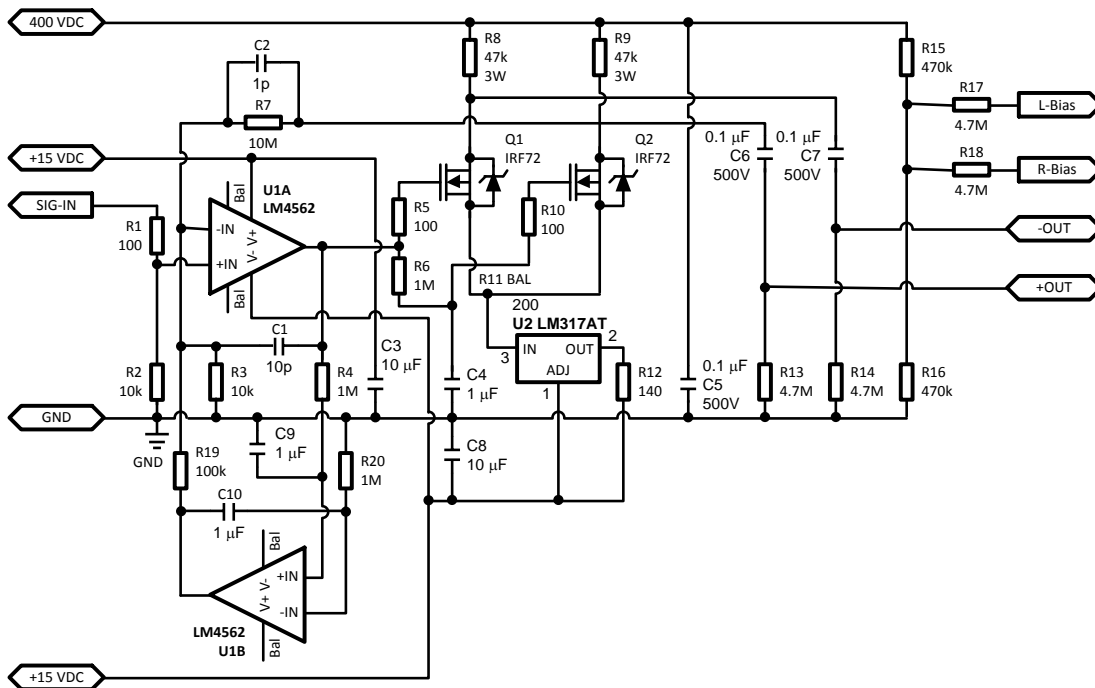 400 VDC
C2
1p
R7
10M
R8
47k
3W
R9
47k
3W
R15
470k
R17
4.7M
L-Bias
R18
4.7M
R-Bias
+15 VDC
SIG-IN
R1
100
Bal
U1A
LM4562
-IN
+IN
V- V+
Bal
Q1
IRF72
Q2
IRF72
R5
100
R6
1M
R10
100
0.1 μF
C6
500V
0.1 μF
C7
500V
-OUT
+OUT
R11 BAL
200
U2 LM317AT
3
IN
OUT
2
ADJ
1
C1
10p
R2
10k
R3
10k
R4
1M
C3
10 μF
C4
1 μF
R12
140
0.1 μF
C5
500V
R13
4.7M
R14
4.7M
R16
470k
GND
GND
C9
1 μF
C8
10 μF
R19
100k
R20
1M
C10
1 μF
Bal
+IN
-IN
V+ V-
Bal
LM4562
U1B
+15 VDC